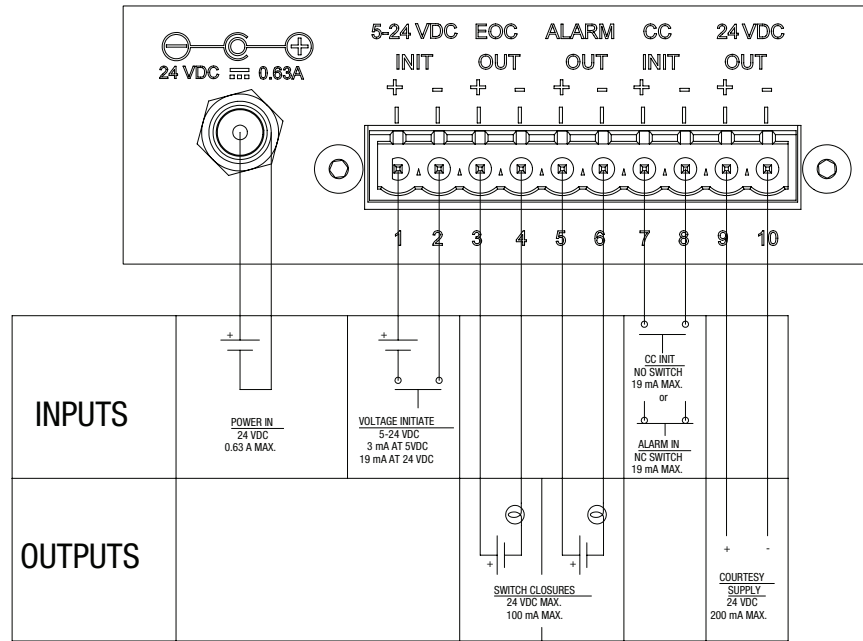 5-24 VDC EOC ALARM CC 24 VDC
INIT OUT OUT INIT OUT
24 VDC 0.63A
+ - + - + - + - + -
1 2 3 4 5 6 7 8 9 10
INPUTS
+
POWER IN
24 VDC
0.63 A MAX.
+
VOLTAGE INITIATE
5-24 VDC
3 mA AT 5VDC
19 mA AT 24 VDC
CC INIT
NO SWITCH
19 mA MAX.
or
ALARM IN
NC SWITCH
19 mA MAX.
OUTPUTS
+ +
SWITCH CLOSURES
24 VDC MAX.
100 mA MAX.
+ -
COURTESY
SUPPLY
24 VDC
200 mA MAX.